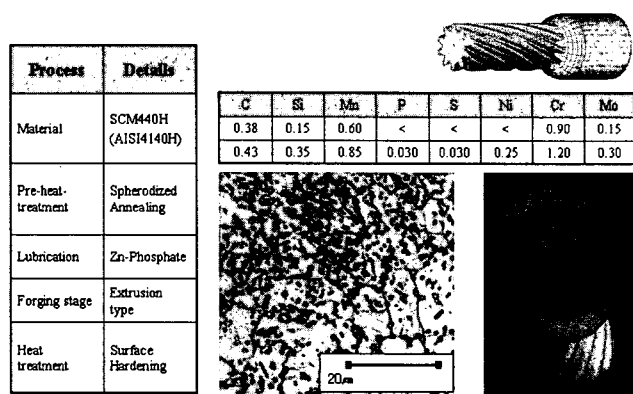 Process Details
Material SCM440H
(AISI4140H)
Pre-heat-
treatment
Spherodized
Annealing
Lubrication Zn-Phosphate
Forging stage Extrusion
type
Heat
treatment
Surface
Hardening
C Si Mn P S Ni Cr Mo
0.38 0.15 0.60 < < < 0.90 0.15
0.43 0.35 0.85 0.030 0.030 0.25 1.20 0.30
20㎛